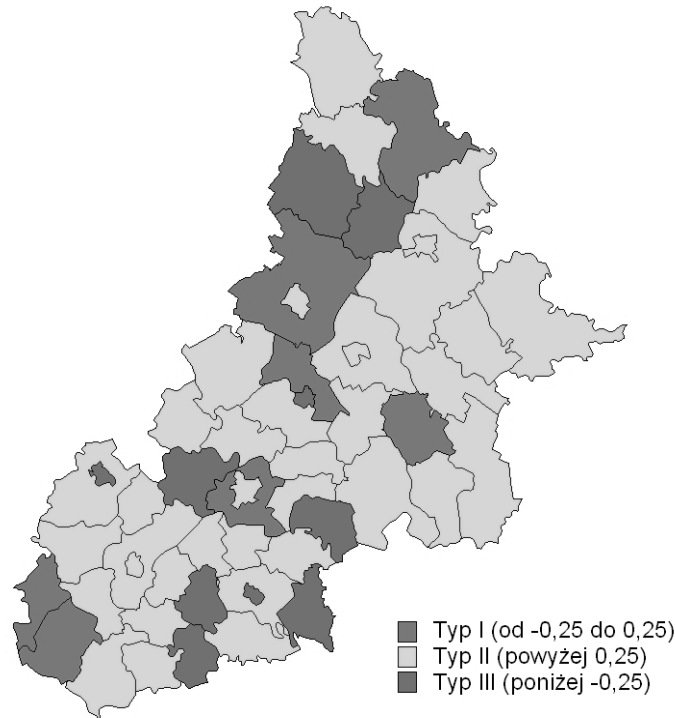 Typ I (od -0,25 do 0,25)
Typ II (powyżej 0,25)
Typ III (poniżej -0,25)